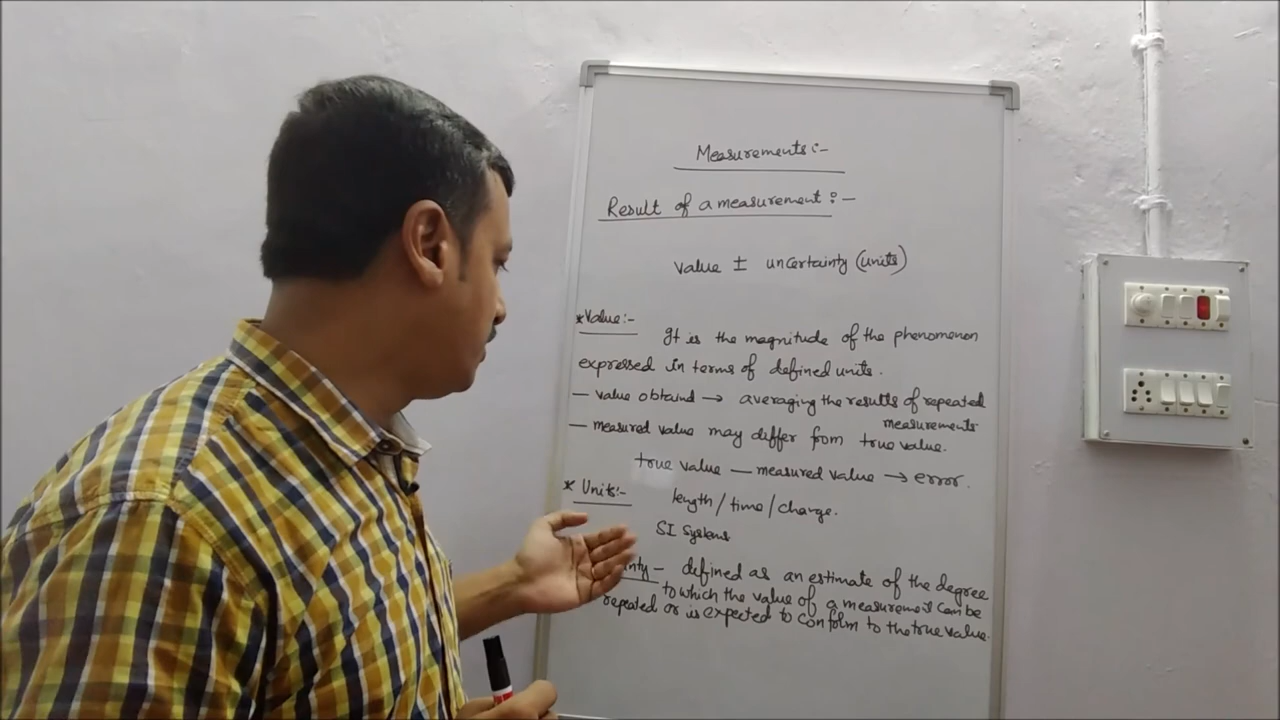 Measurements:-
Result of a measurement:-
value ± uncertainty (units)
*Value:-
It is the magnitude of the phenomenon
expressed in terms of defined units.
— value obtaind → averaging the results of repeated
measurements
— measured value may differ from true value.
true value — measured value → error.
* Units:-
length/time/charge.
SI Systems
nty - defined as an estimate of the degree
to which the value of a measurement can be
repeated or is expected to conform to the true value.